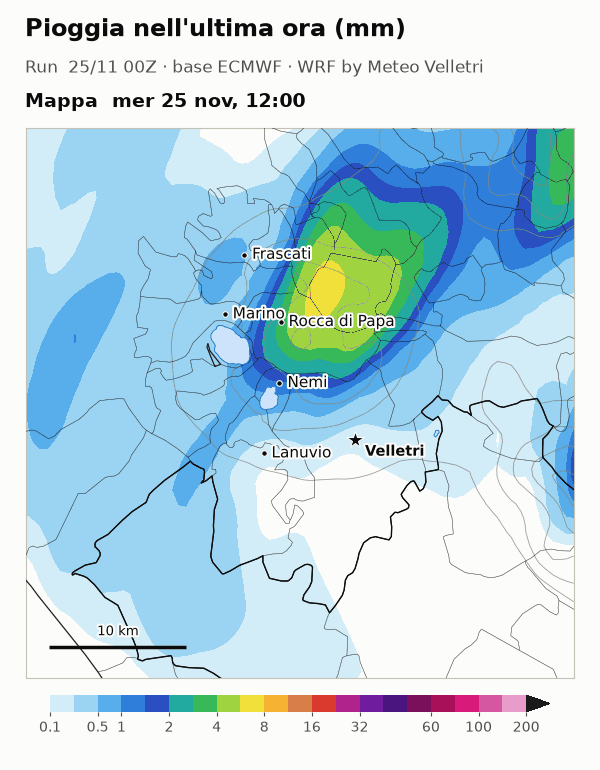 Pioggia nell'ultima ora (mm)
Run  25/11 00Z · base ECMWF · WRF by Meteo Velletri
Mappa  mer 25 nov, 12:00
Frascati
Marino
Rocca di Papa
Nemi
Velletri
Lanuvio
10 km
0.1 0.5 1 2 4 8 16 32 60 100 200